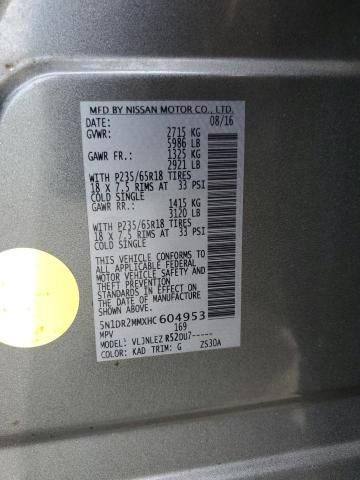 MFD BY NISSAN MOTOR CO., LTD.
DATE: 08/16
GVWR: 2715 KG
5986 LB
GAWR FR.: 1325 KG
2921 LB
WITH P235/65R18
18 X 7.5 RIMS AT 33 PSI
COLD SINGLE
GAWR RR.: 1415 KG
3120 LB
WITH P235/65R18
18 X 7.5 RIMS AT 33 PSI
COLD SINGLE
THIS VEHICLE CONFORMS TO
ALL APPLICABLE FEDERAL
MOTOR VEHICLE SAFETY AND
THEFT PREVENTION
STANDARDS IN EFFECT ON
THE DATE OF MANUFACTURE
SHOWN ABOVE.
5N1DR2MMXHC604953
MPV 169
MODEL: VLJNLEZ R520U7-----
COLOR: KAD TRIM: G ZS30A